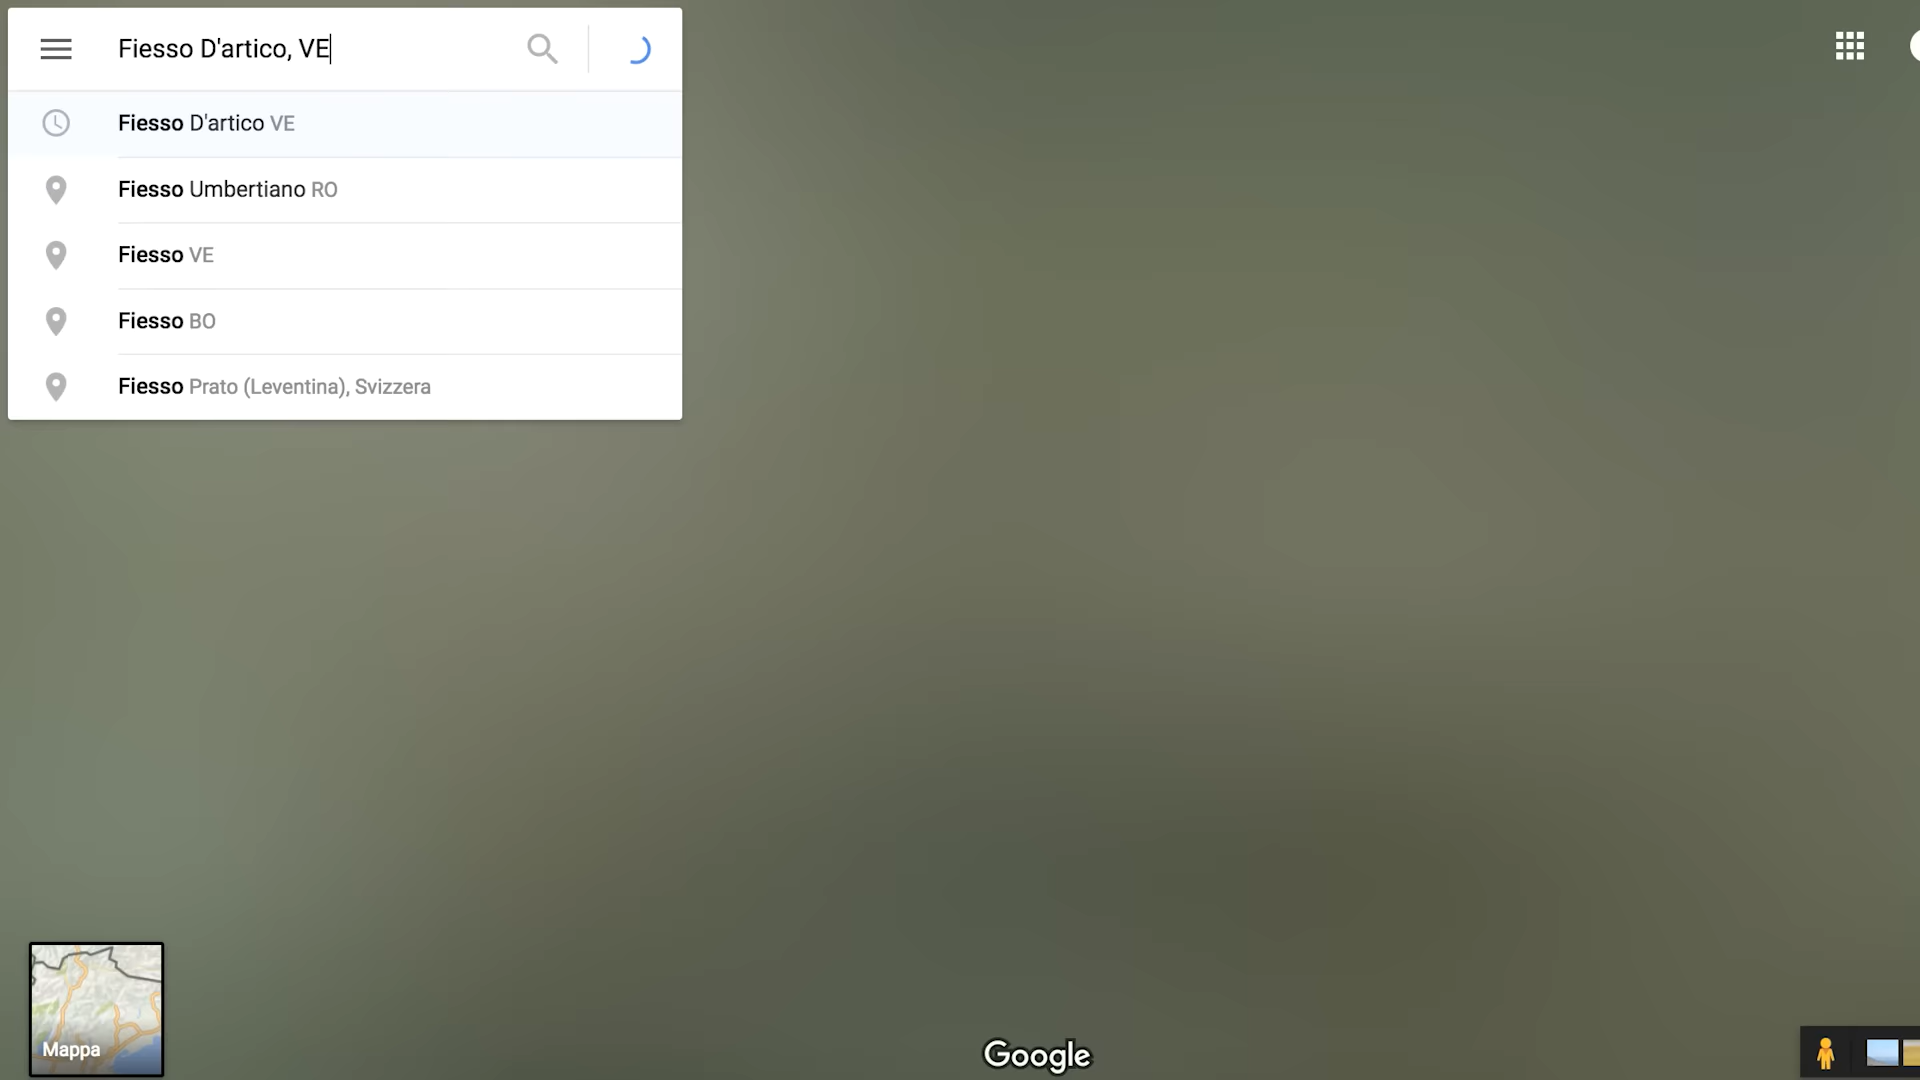 Fiesso D'artico, VE
Fiesso D'artico VE
Fiesso Umbertiano RO
Fiesso VE
Fiesso BO
Fiesso Prato (Leventina), Svizzera
Mappa
Google